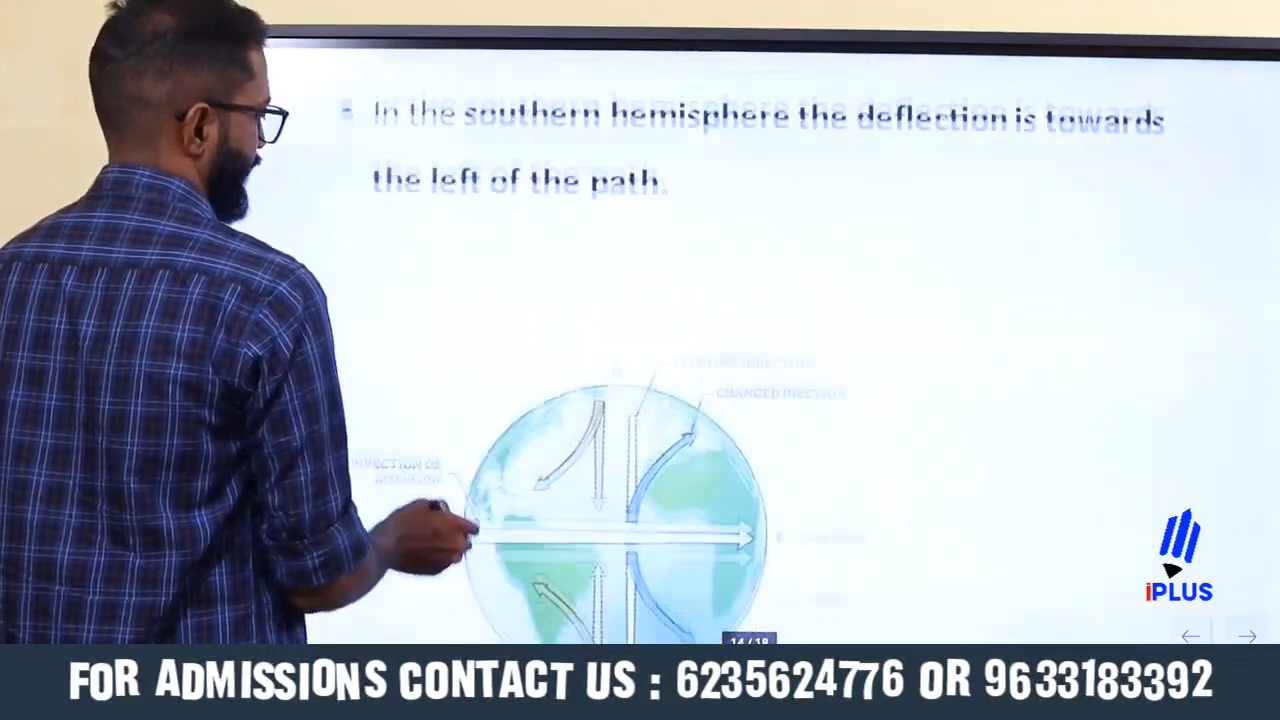 In the southern hemisphere the deflection is towards
the left of the path.
CHANGED DIECTION
14 / 18
iPLUS
FOR ADMISSIONS CONTACT US : 6235624776 OR 9633183392